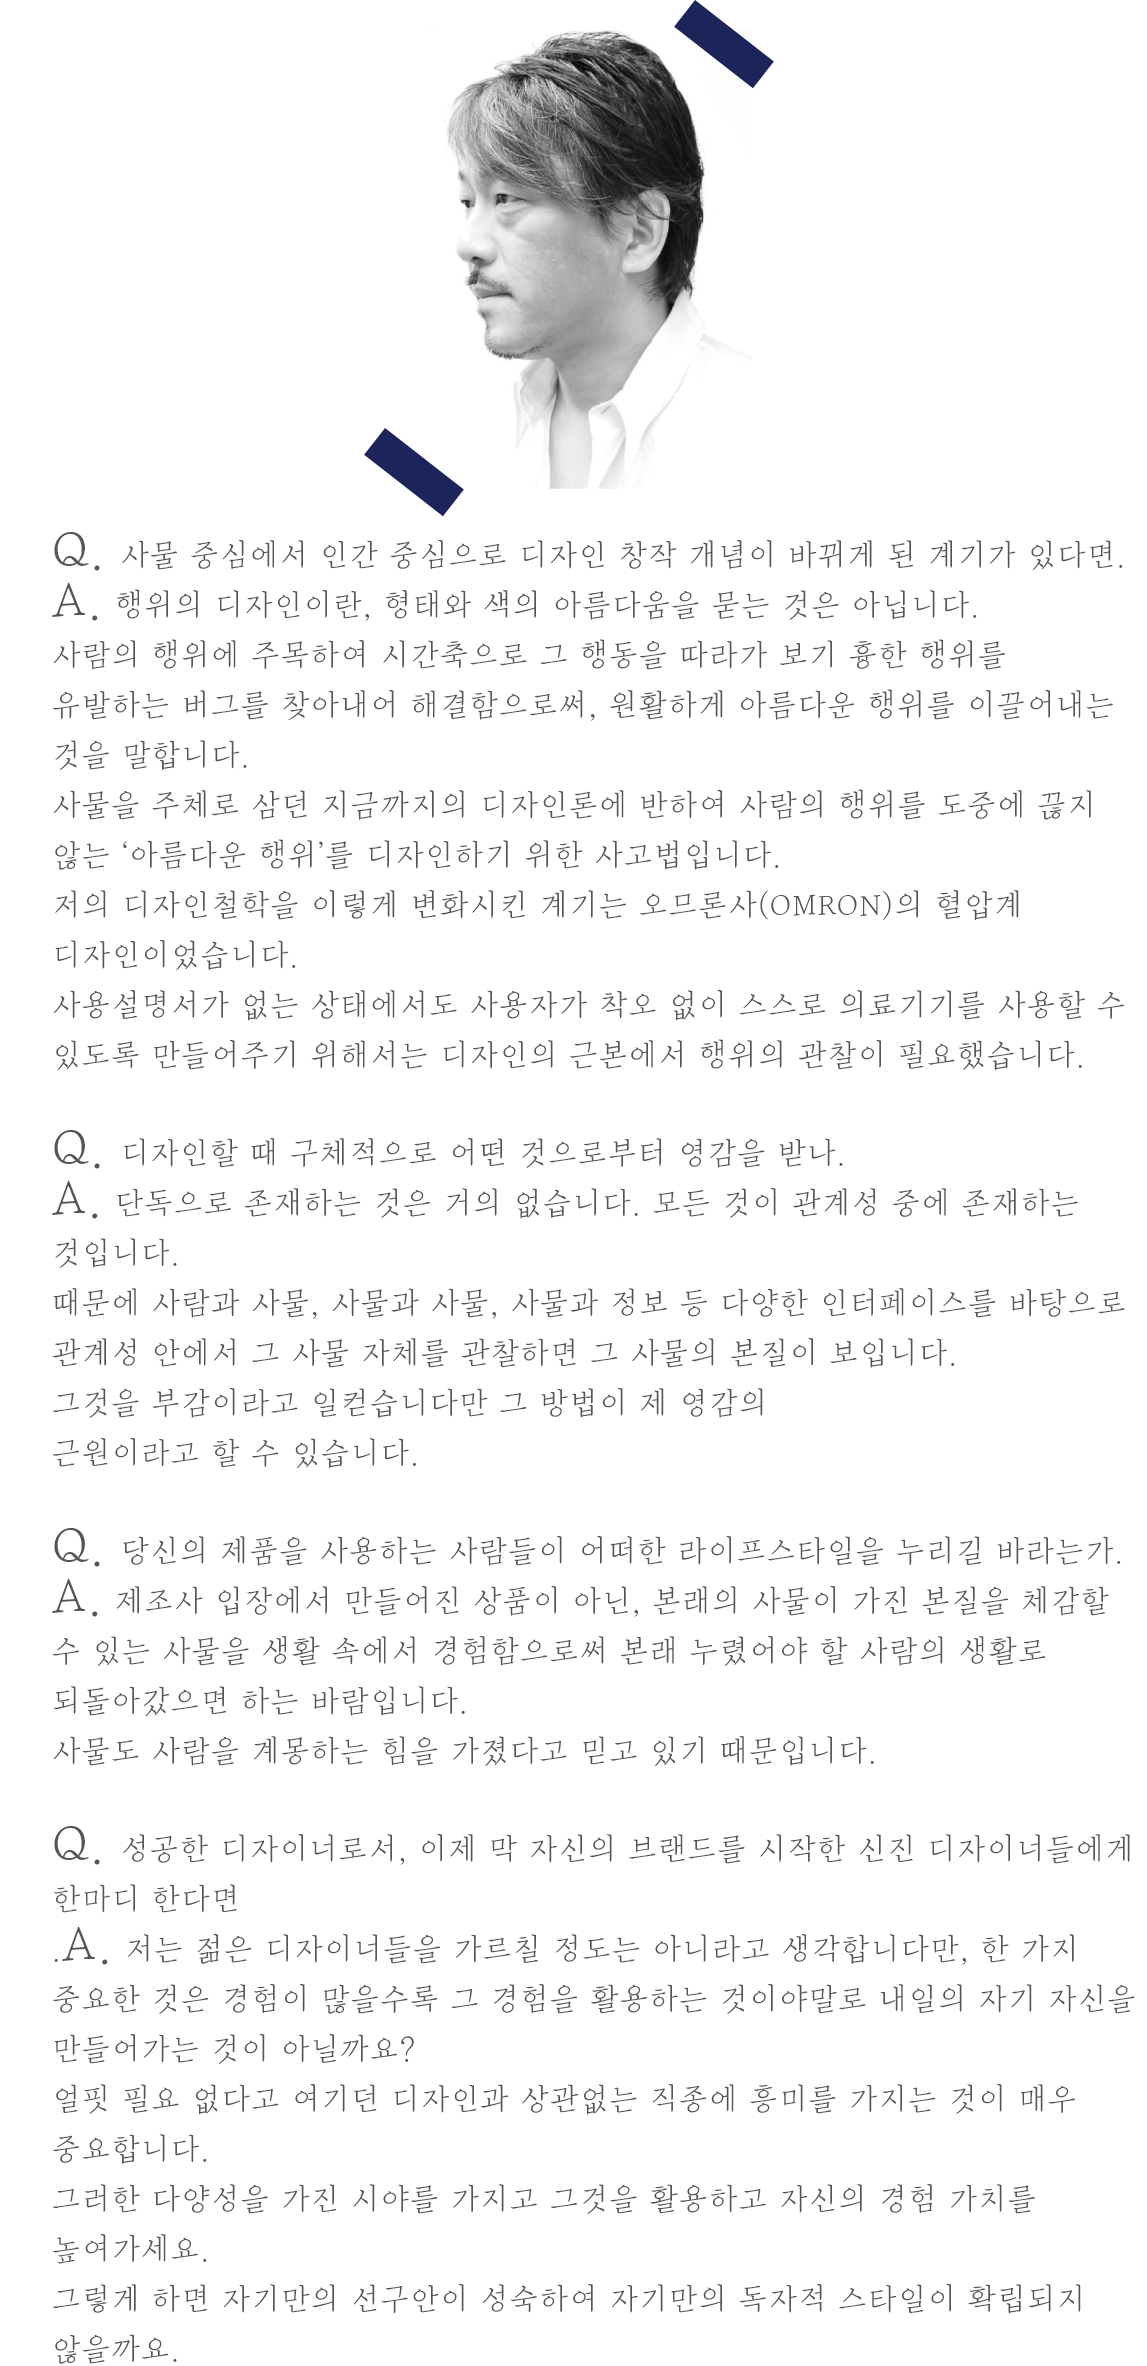 Q. 사물 중심에서 인간 중심으로 디자인 창작 개념이 바뀌게 된 계기가 있다면.
A. 행위의 디자인이란, 형태와 색의 아름다움을 묻는 것은 아닙니다.
사람의 행위에 주목하여 시간축으로 그 행동을 따라가 보기 흉한 행위를
유발하는 버그를 찾아내어 해결함으로써, 원활하게 아름다운 행위를 이끌어내는
것을 말합니다.
사물을 주체로 삼던 지금까지의 디자인론에 반하여 사람의 행위를 도중에 끊지
않는 ‘아름다운 행위’를 디자인하기 위한 사고법입니다.
저의 디자인철학을 이렇게 변화시킨 계기는 오므론사(OMRON)의 혈압계
디자인이었습니다.
사용설명서가 없는 상태에서도 사용자가 착오 없이 스스로 의료기기를 사용할 수
있도록 만들어주기 위해서는 디자인의 근본에서 행위의 관찰이 필요했습니다.
Q. 디자인할 때 구체적으로 어떤 것으로부터 영감을 받나.
A. 단독으로 존재하는 것은 거의 없습니다. 모든 것이 관계성 중에 존재하는
것입니다.
때문에 사람과 사물, 사물과 사물, 사물과 정보 등 다양한 인터페이스를 바탕으로
관계성 안에서 그 사물 자체를 관찰하면 그 사물의 본질이 보입니다.
그것을 부감이라고 일컫습니다만 그 방법이 제 영감의
근원이라고 할 수 있습니다.
Q. 당신의 제품을 사용하는 사람들이 어떠한 라이프스타일을 누리길 바라는가.
A. 제조사 입장에서 만들어진 상품이 아닌, 본래의 사물이 가진 본질을 체감할
수 있는 사물을 생활 속에서 경험함으로써 본래 누렸어야 할 사람의 생활로
되돌아갔으면 하는 바람입니다.
사물도 사람을 계몽하는 힘을 가졌다고 믿고 있기 때문입니다.
Q. 성공한 디자이너로서, 이제 막 자신의 브랜드를 시작한 신진 디자이너들에게
한마디 한다면
.A. 저는 젊은 디자이너들을 가르칠 정도는 아니라고 생각합니다만, 한 가지
중요한 것은 경험이 많을수록 그 경험을 활용하는 것이야말로 내일의 자기 자신을
만들어가는 것이 아닐까요?
얼핏 필요 없다고 여기던 디자인과 상관없는 직종에 흥미를 가지는 것이 매우
중요합니다.
그러한 다양성을 가진 시야를 가지고 그것을 활용하고 자신의 경험 가치를
높여가세요.
그렇게 하면 자기만의 선구안이 성숙하여 자기만의 독자적 스타일이 확립되지
않을까요.